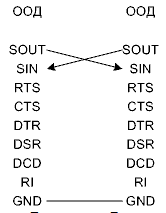 ООД ООД
SOUT SOUT
SIN SIN
RTS RTS
CTS CTS
DTR DTR
DSR DSR
DCD DCD
RI RI
GND GND